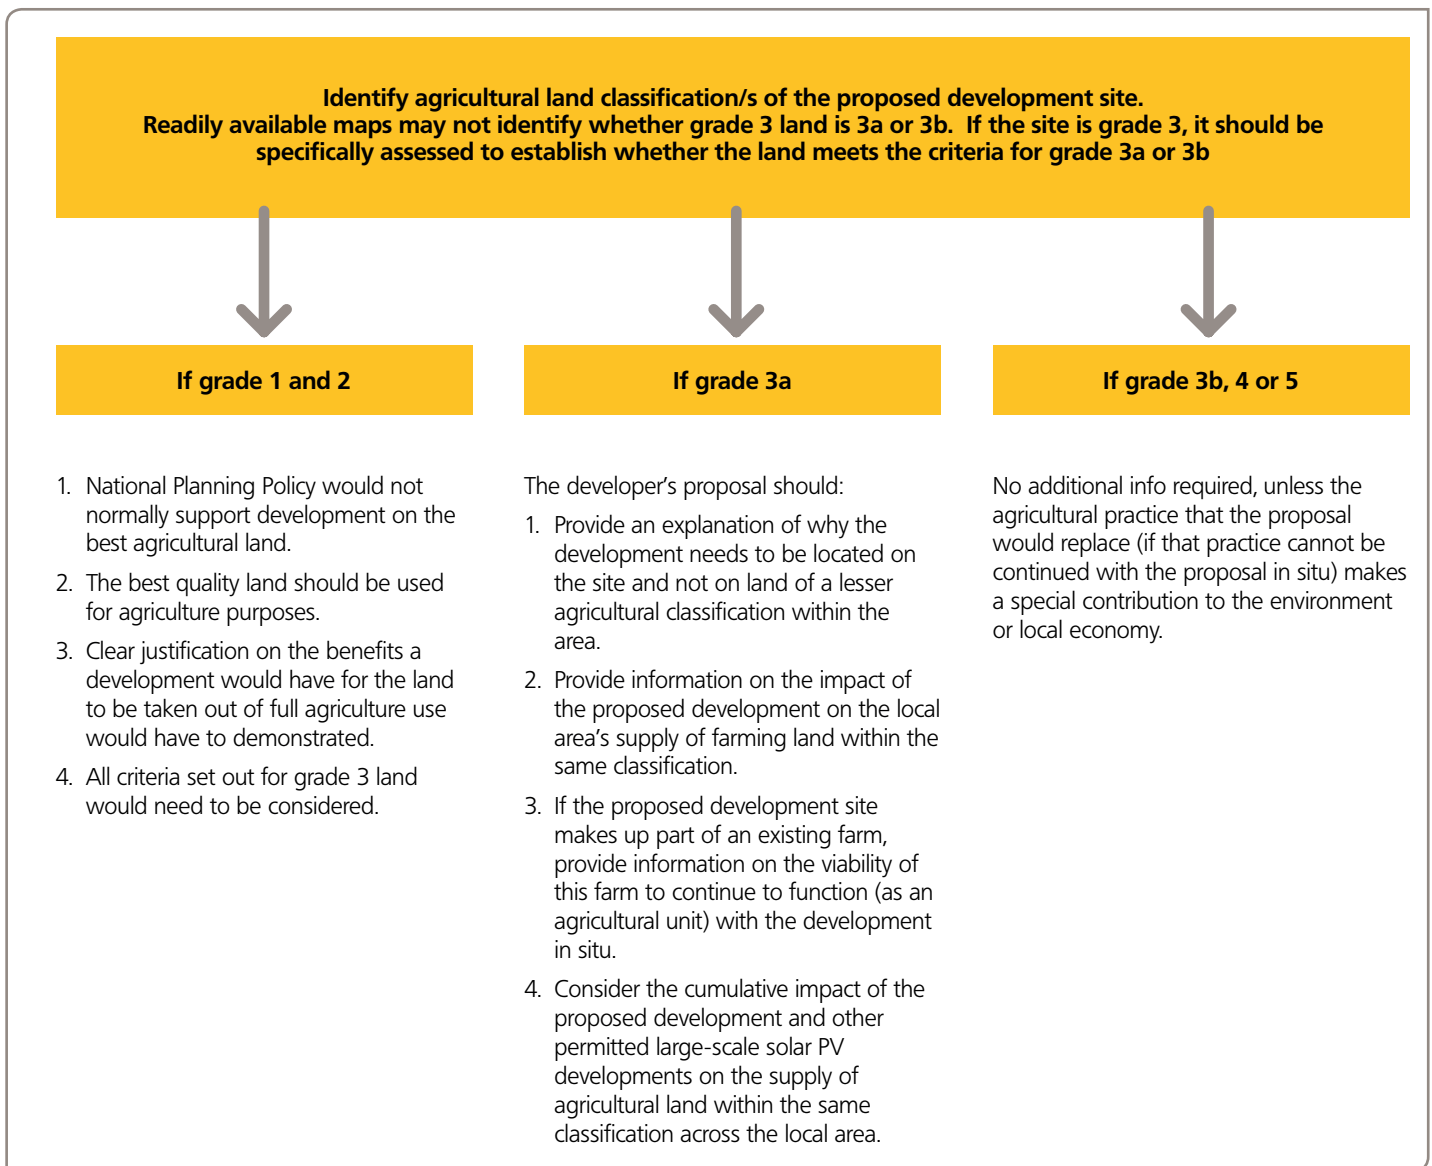 Identify agricultural land classification/s of the proposed development site.
Readily available maps may not identify whether grade 3 land is 3a or 3b.  If the site is grade 3, it should be
specifically assessed to establish whether the land meets the criteria for grade 3a or 3b
If grade 1 and 2
1. National Planning Policy would not
normally support development on the
best agricultural land.
2. The best quality land should be used
for agriculture purposes.
3. Clear justification on the benefits a
development would have for the land
to be taken out of full agriculture use
would have to demonstrated.
4. All criteria set out for grade 3 land
would need to be considered.
If grade 3a
The developer's proposal should:
1. Provide an explanation of why the
development needs to be located on
the site and not on land of a lesser
agricultural classification within the
area.
2. Provide information on the impact of
the proposed development on the local
area's supply of farming land within the
same classification.
3. If the proposed development site
makes up part of an existing farm,
provide information on the viability of
this farm to continue to function (as an
agricultural unit) with the development
in situ.
4. Consider the cumulative impact of the
proposed development and other
permitted large-scale solar PV
developments on the supply of
agricultural land within the same
classification across the local area.
If grade 3b, 4 or 5
No additional info required, unless the
agricultural practice that the proposal
would replace (if that practice cannot be
continued with the proposal in situ) makes
a special contribution to the environment
or local economy.